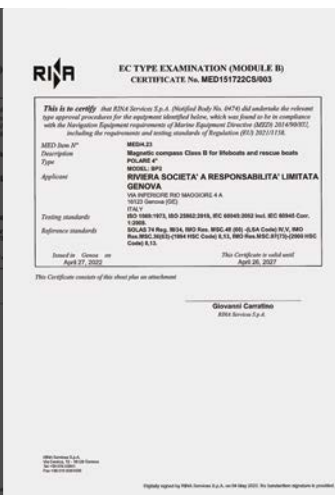 RINA
EC TYPE EXAMINATION (MODULE B)
CERTIFICATE No. MED151722CS/003
This is to certify that RINA Services S.p.A. (Notified Body No. 0474) did undertake the relevant
type approval procedures for the equipment identified below, which was found to be in compliance
with the Navigation Equipment requirements of Marine Equipment Directive (MED) 2014/90/EU,
including the requirements and testing standards of Regulation (EU) 2021/1158.
MED Item N° MED/4.23
Description Magnetic compass Class B for lifeboats and rescue boats
Type POLARE 4"
MODEL: BP2
Applicant RIVIERA SOCIETA' A RESPONSABILITA' LIMITATA
GENOVA
VIA INFERIORE RIO MAGGIORE 4 A
16123 Genova (GE)
ITALY
Testing standards ISO 1069:1973, ISO 25862:2019, IEC 60945:2002 incl. IEC 60945 Corr.
1:2008.
Reference standards SOLAS 74 Reg. III/34, IMO Res. MSC.48 (66) -(LSA Code) IV,V, IMO
Res.MSC.36(63)-(1994 HSC Code) 8,13, IMO Res.MSC.97(73)-(2000 HSC
Code) 8,13.
Issued in Genova on
April 27, 2022
This Certificate is valid until
April 26, 2027
This Certificate consists of this sheet plus an attachment
Giovanni Carratino
RINA Services S.p.A.
RINA Services S.p.A.